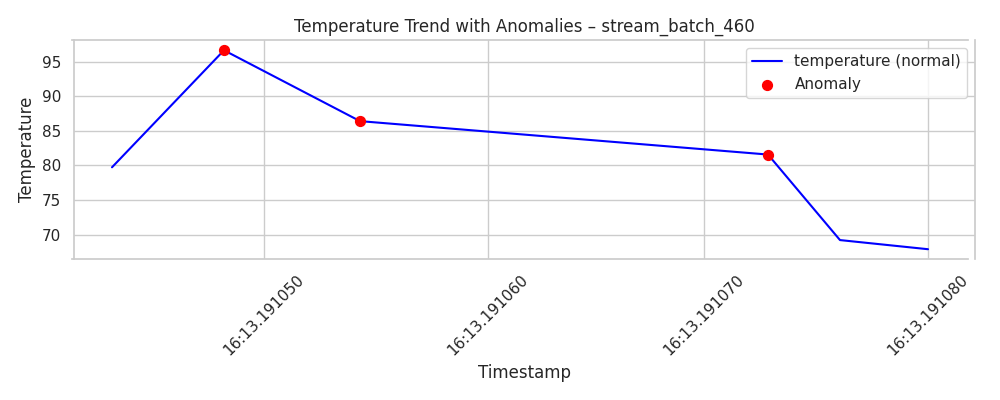 Temperature Trend with Anomalies – stream_batch_460
temperature (normal)
Anomaly
Temperature
95
90
85
80
75
70
16:13.191050
16:13.191060
16:13.191070
16:13.191080
Timestamp